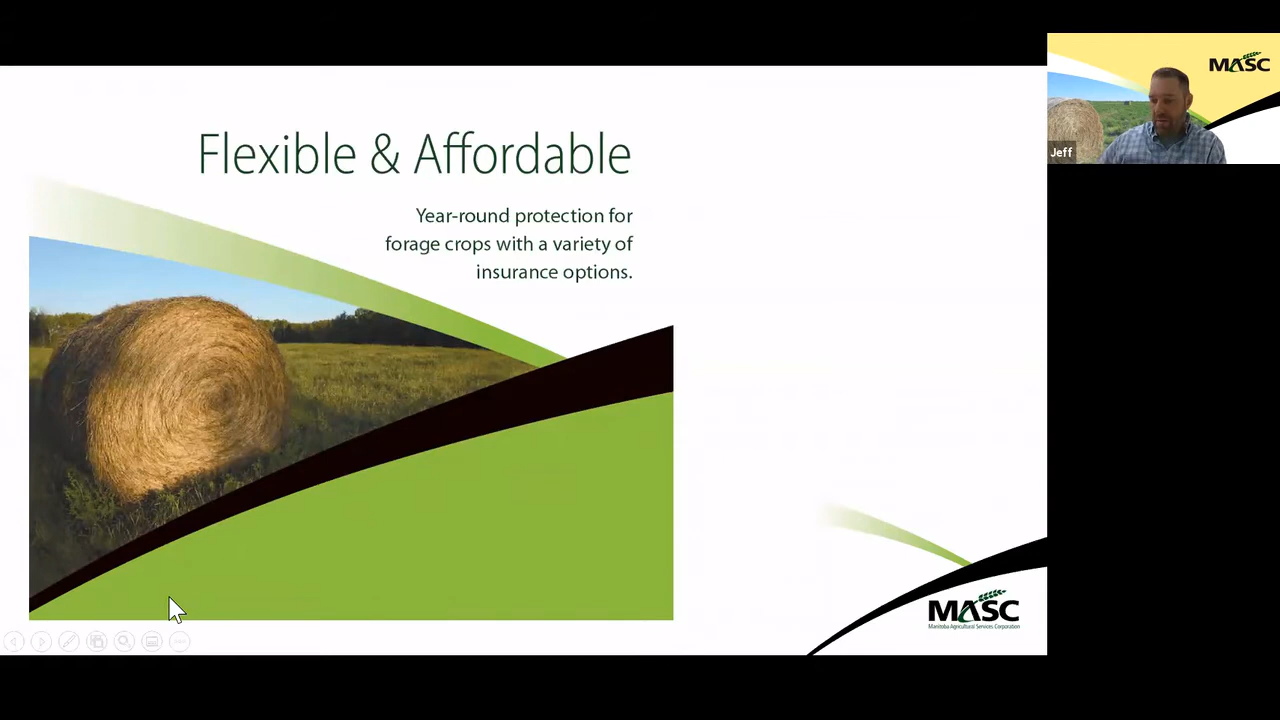 Flexible & Affordable
Year-round protection for
forage crops with a variety of
insurance options.
MASC
Jeff
MASC
Manitoba Agricultural Services Corporation